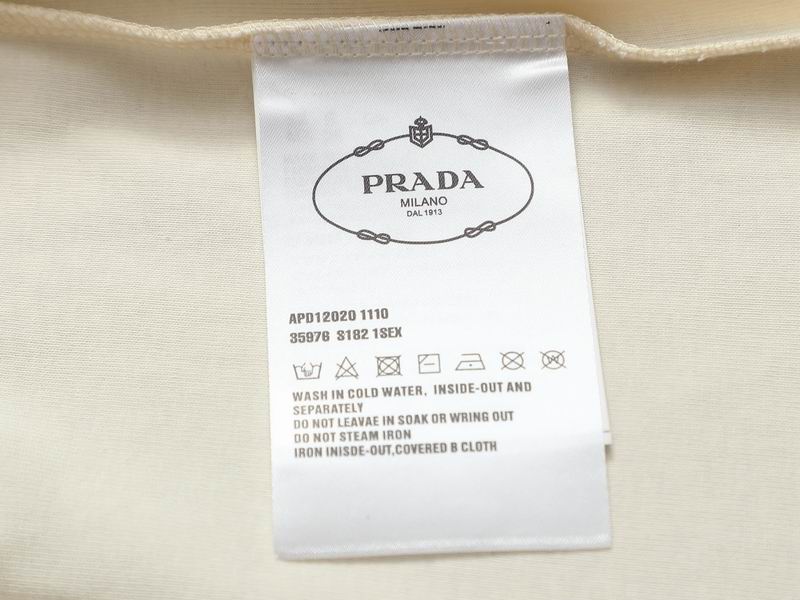 PRADA
MILANO
DAL 1913
APD12020 1110
35976 S182 1SEX
WASH IN COLD WATER, INSIDE-OUT AND
SEPARATELY
DO NOT LEAVAE IN SOAK OR WRING OUT
DO NOT STEAM IRON
IRON INISDE-OUT,COVERED B CLOTH